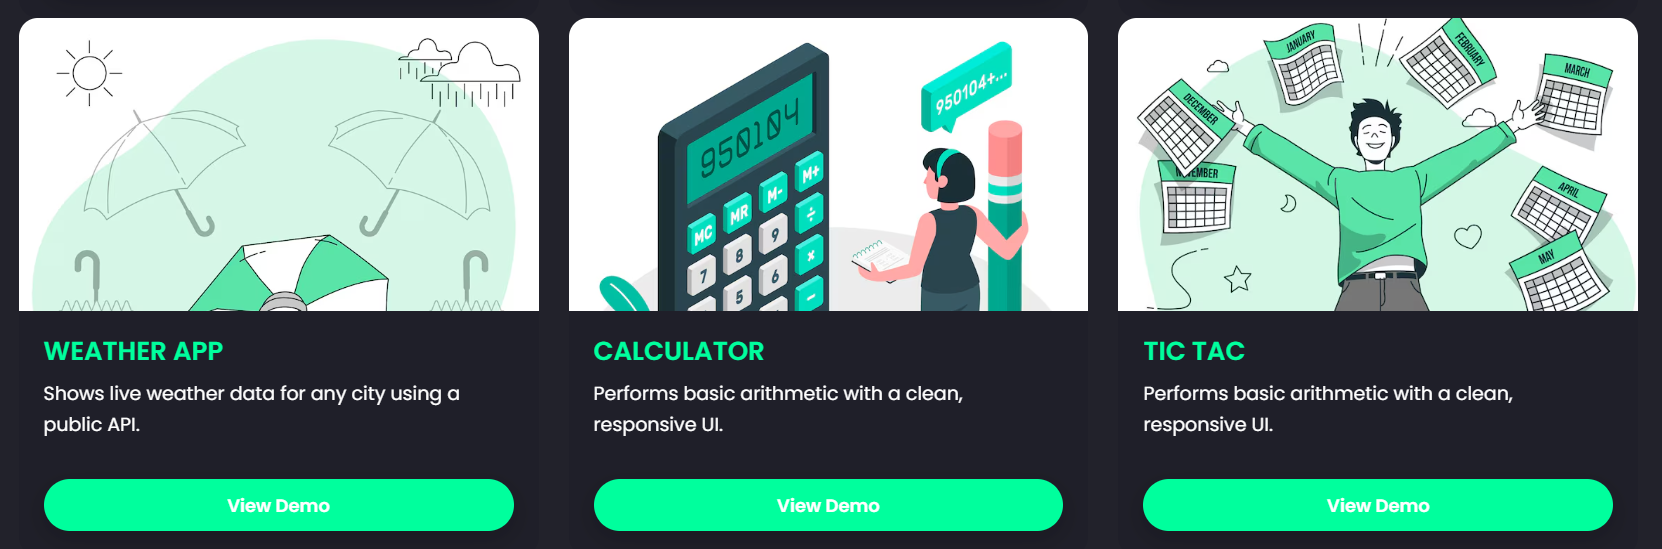 950104
950104+...
MC
MR
M-
M+
7
8
9
÷
5
6
×
-
JANUARY
FEBRUARY
MARCH
DECEMBER
APRIL
MAY
WEATHER APP
Shows live weather data for any city using a
public API.
View Demo
CALCULATOR
Performs basic arithmetic with a clean,
responsive UI.
View Demo
TIC TAC
Performs basic arithmetic with a clean,
responsive UI.
View Demo